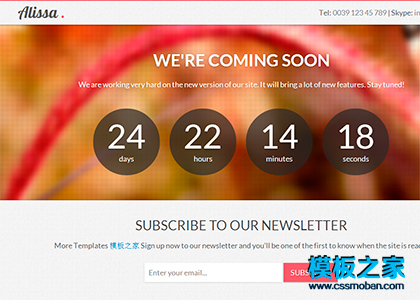 Alissa .
Tel: 0039 123 45 789 | Skype: in
WE'RE COMING SOON
We are working very hard on the new version of our site. It will bring a lot of new features. Stay tuned!
24
22
14
18
days
hours
minutes
seconds
SUBSCRIBE TO OUR NEWSLETTER
More Templates 模板之家 Sign up now to our newsletter and you'll be one of the first to know when the site is rea
Enter your email...
SUBS
模板之家
www.cssmoban.com